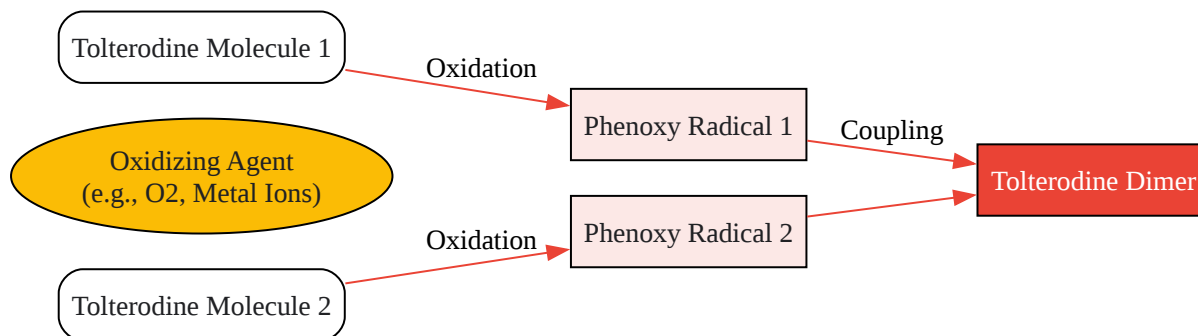 Tolterodine Molecule 1
Oxidation
Phenoxy Radical 1
Coupling
Oxidizing Agent
(e.g., O2, Metal Ions)
Tolterodine Dimer
Oxidation
Phenoxy Radical 2
Tolterodine Molecule 2